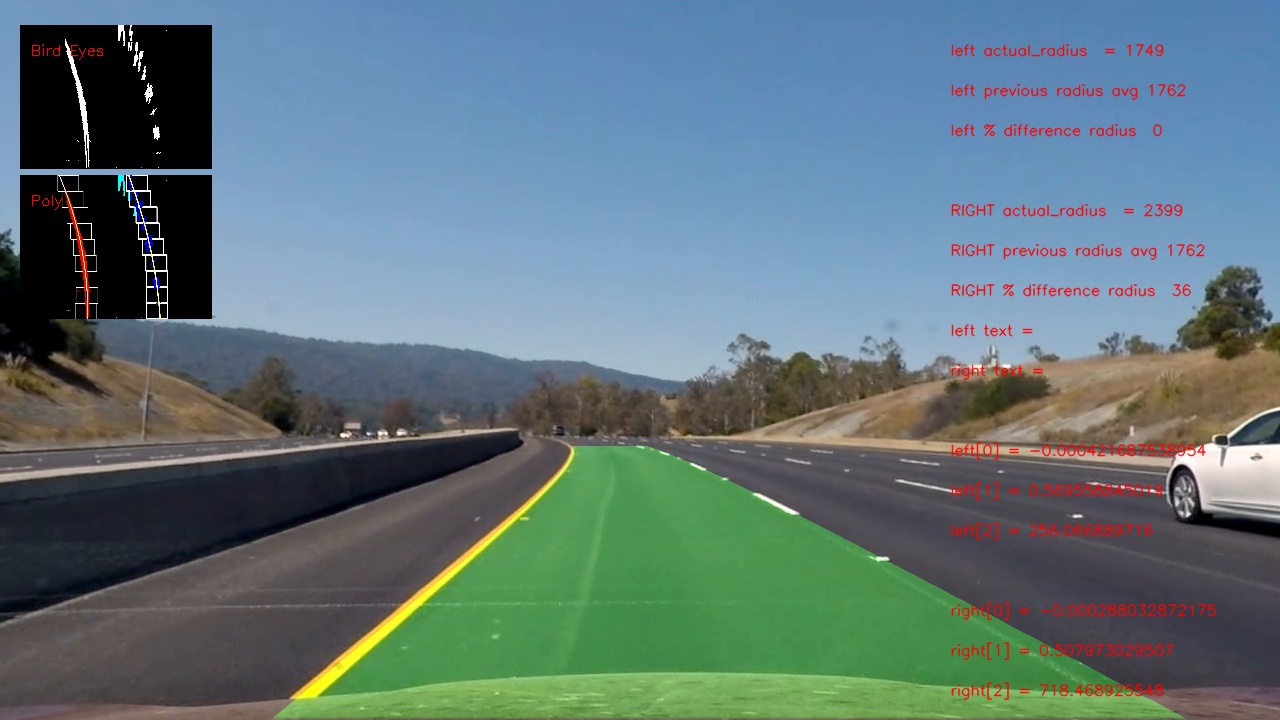 Bird Eyes
Poly
left actual_radius = 1749
left previous radius avg 1762
left % difference radius 0
RIGHT actual_radius = 2399
RIGHT previous radius avg 1762
RIGHT % difference radius 36
left text =
right text =
left[0] = -0.000421687538954
left[1] = 0.569558845019
left[2] = 256.066889716
right[0] = -0.000288032872175
right[1] = 0.507973029507
right[2] = 718.468925548